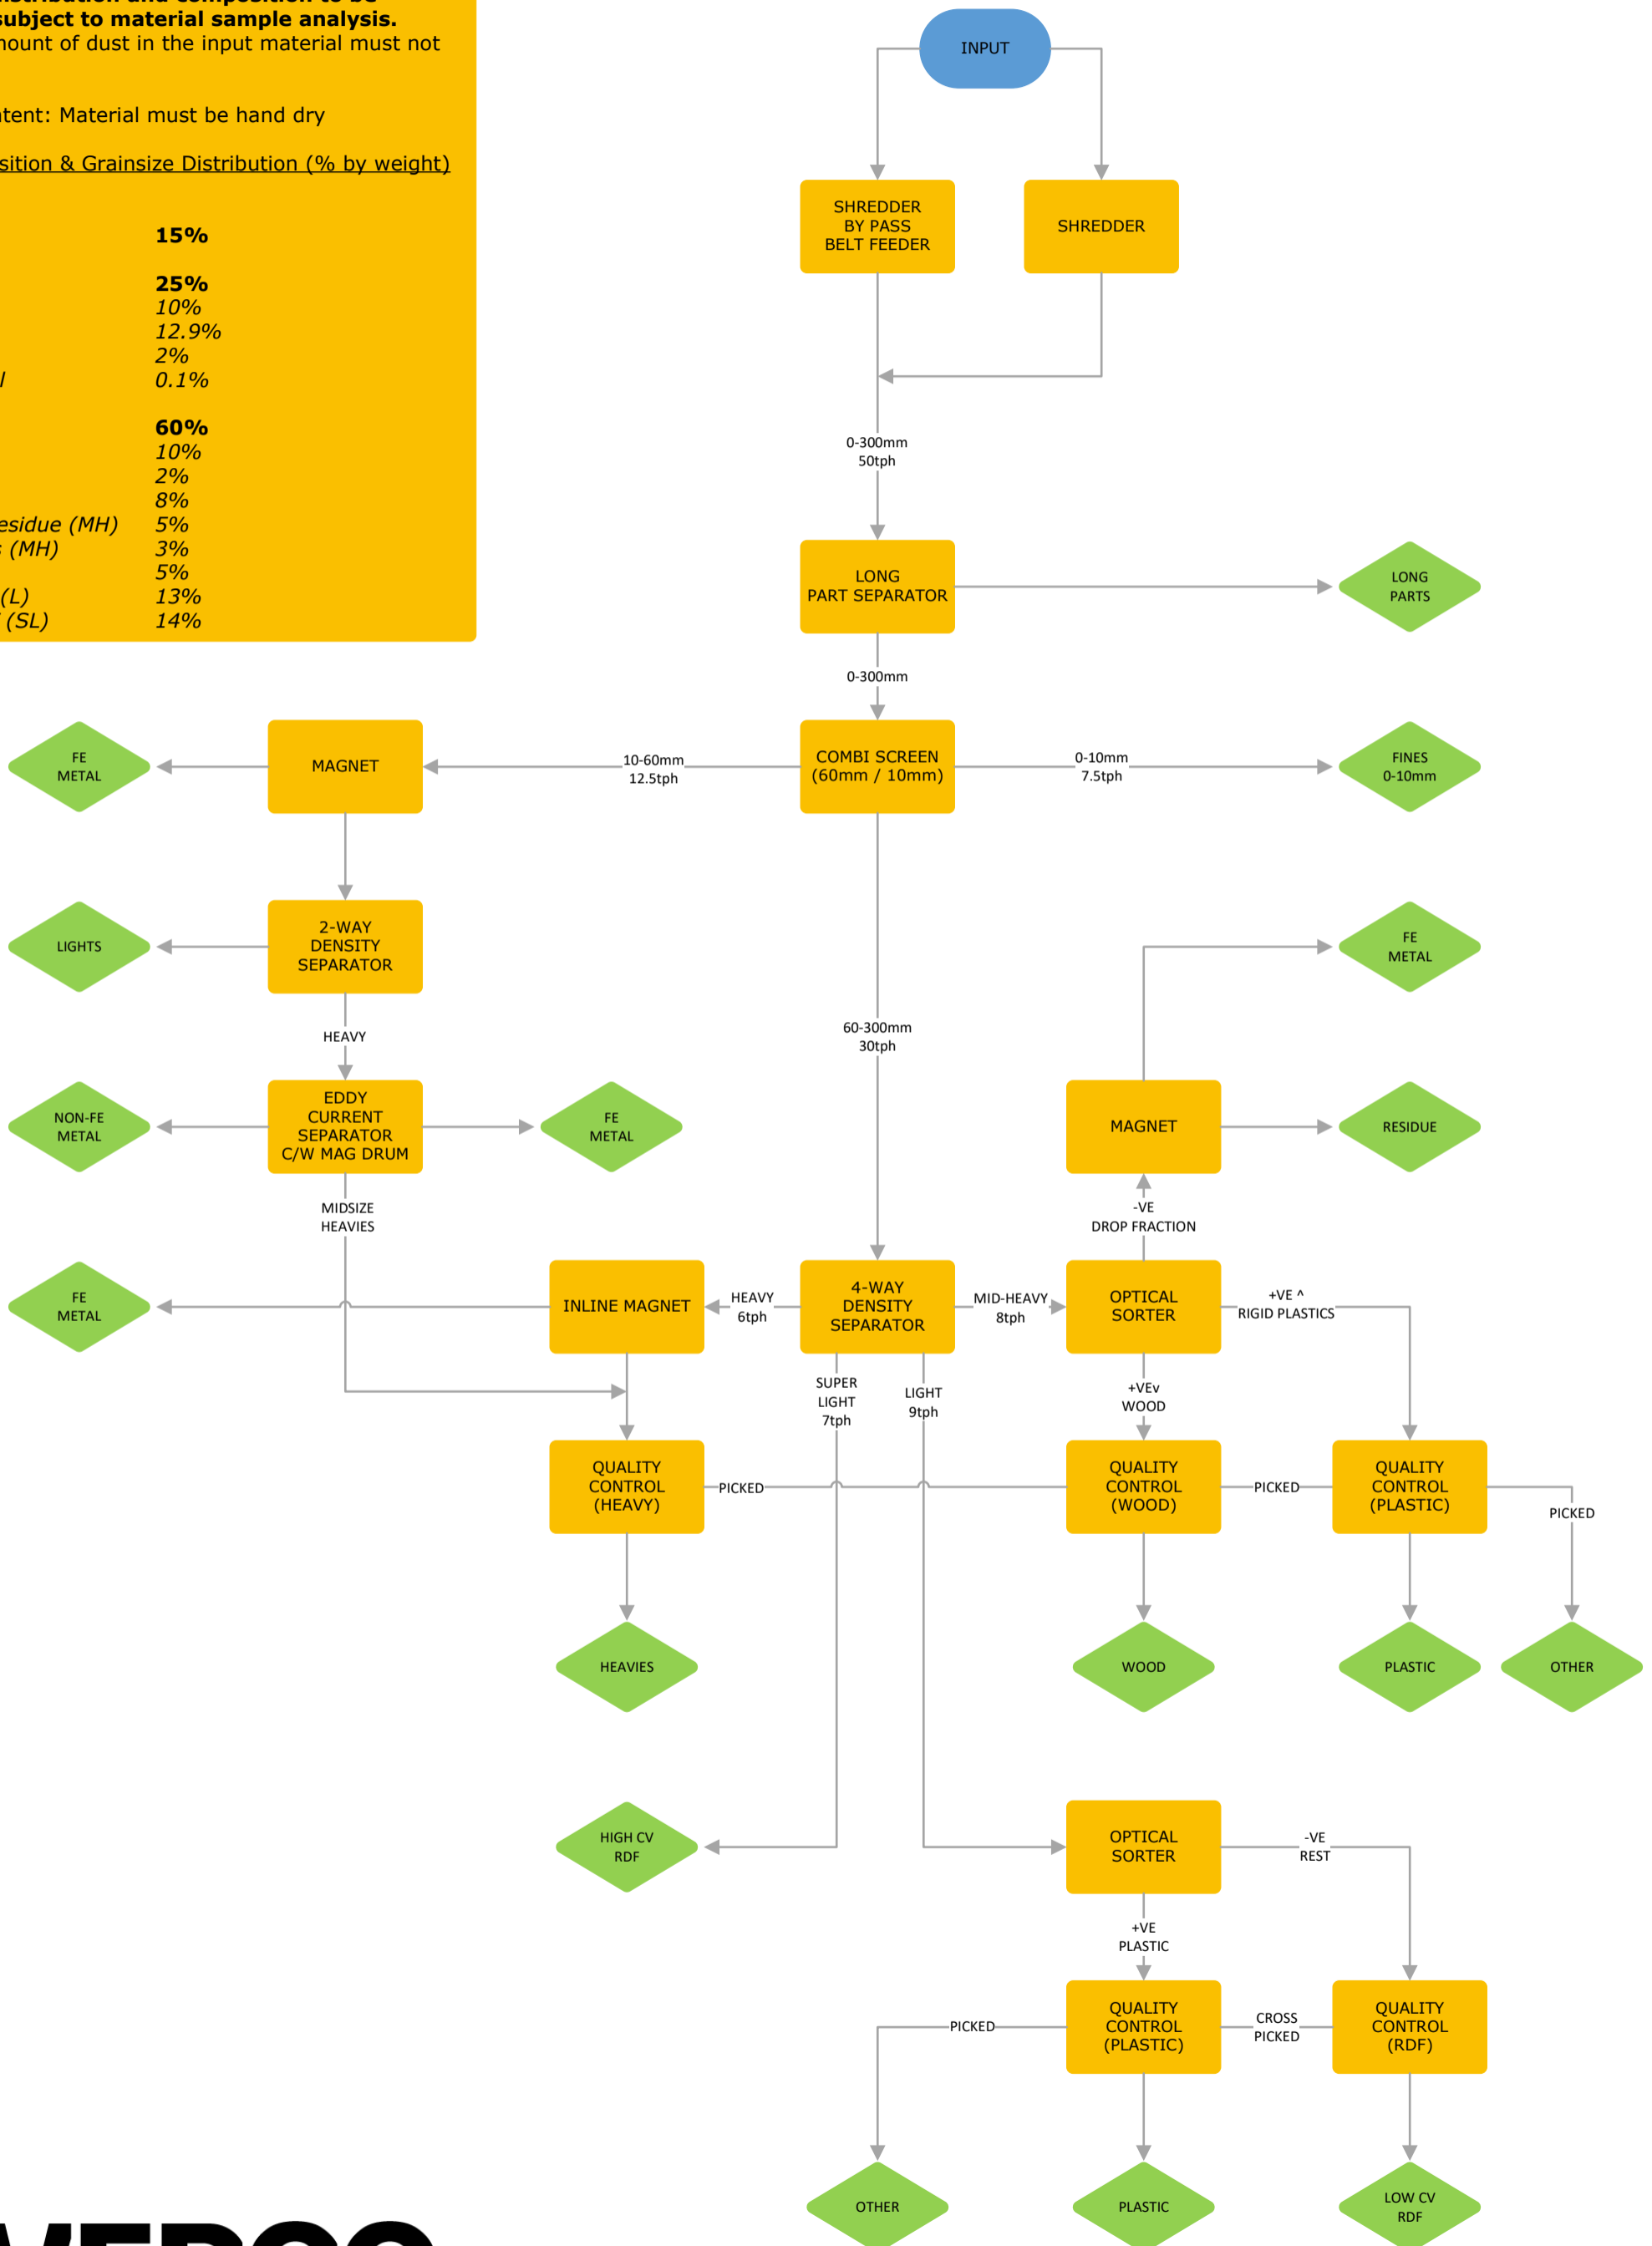 subject to material sample analysis.
of dust in the input material must not
Material must be hand dry
& Grainsize Distribution (% by weight)
15%
25%
10%
12.9%
2%
0.1%
60%
10%
2%
8%
(MH) 5%
(MH) 3%
5%
(L) 13%
(SL) 14%
INPUT
SHREDDER
BY PASS
BELT FEEDER
SHREDDER
0-300mm
50tph
LONG
PART SEPARATOR
LONG
PARTS
0-300mm
FE
METAL
MAGNET
10-60mm
12.5tph
COMBI SCREEN
(60mm / 10mm)
0-10mm
7.5tph
FINES
0-10mm
LIGHTS
2-WAY
DENSITY
SEPARATOR
FE
METAL
HEAVY
60-300mm
30tph
NON-FE
METAL
EDDY
CURRENT
SEPARATOR
C/W MAG DRUM
FE
METAL
MAGNET
RESIDUE
MIDSIZE
HEAVIES
-VE
DROP FRACTION
FE
METAL
INLINE MAGNET
HEAVY
6tph
4-WAY
DENSITY
SEPARATOR
MID-HEAVY
8tph
OPTICAL
SORTER
+VE ^
RIGID PLASTICS
SUPER
LIGHT
7tph
LIGHT
9tph
+VEv
WOOD
QUALITY
CONTROL
(HEAVY)
PICKED
QUALITY
CONTROL
(WOOD)
PICKED
QUALITY
CONTROL
(PLASTIC)
PICKED
HEAVIES
WOOD
PLASTIC
OTHER
HIGH CV
RDF
OPTICAL
SORTER
-VE
REST
+VE
PLASTIC
PICKED
QUALITY
CONTROL
(PLASTIC)
CROSS
PICKED
QUALITY
CONTROL
(RDF)
OTHER
PLASTIC
LOW CV
RDF